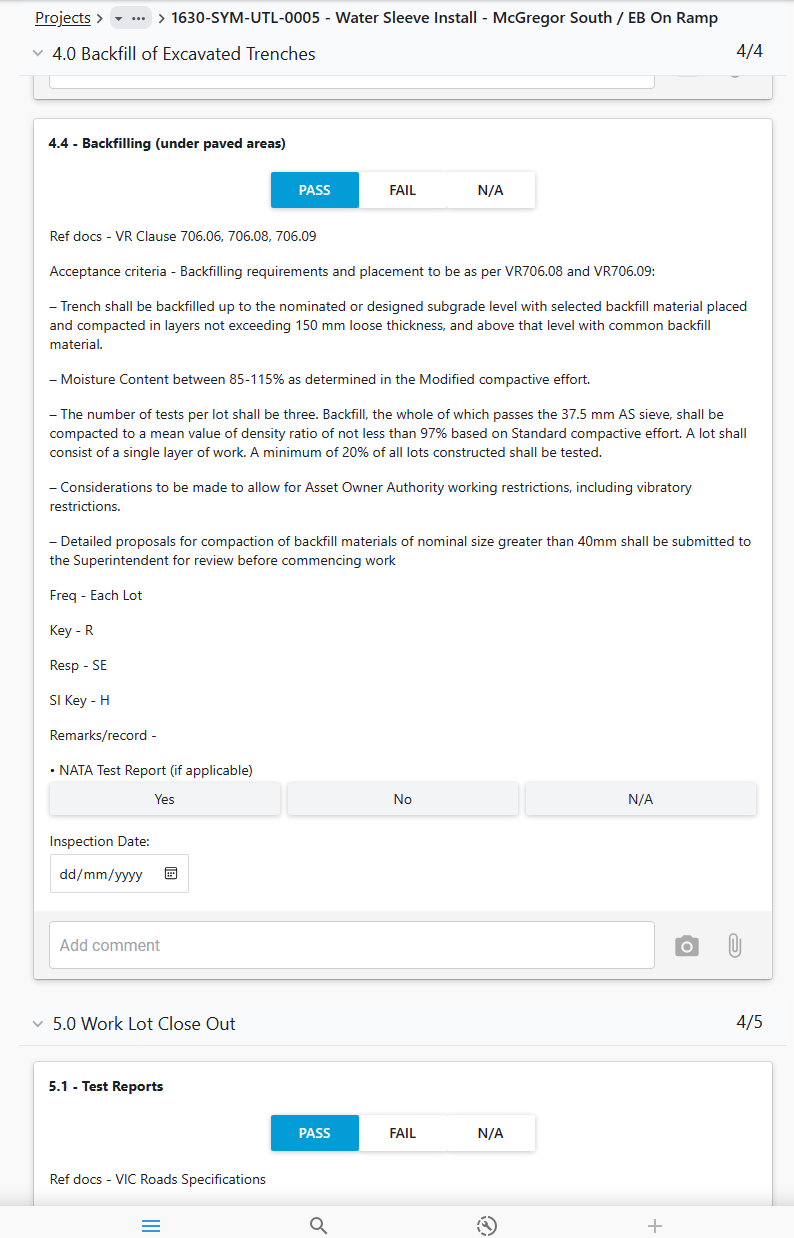 Projects > ... > 1630-SYM-UTL-0005 - Water Sleeve Install - McGregor South / EB On Ramp
4.0 Backfill of Excavated Trenches 4/4
4.4 - Backfilling (under paved areas)
PASS FAIL N/A
Ref docs - VR Clause 706.06, 706.08, 706.09
Acceptance criteria - Backfilling requirements and placement to be as per VR706.08 and VR706.09:
– Trench shall be backfilled up to the nominated or designed subgrade level with selected backfill material placed
and compacted in layers not exceeding 150 mm loose thickness, and above that level with common backfill
material.
– Moisture Content between 85-115% as determined in the Modified compactive effort.
– The number of tests per lot shall be three. Backfill, the whole of which passes the 37.5 mm AS sieve, shall be
compacted to a mean value of density ratio of not less than 97% based on Standard compactive effort. A lot shall
consist of a single layer of work. A minimum of 20% of all lots constructed shall be tested.
– Considerations to be made to allow for Asset Owner Authority working restrictions, including vibratory
restrictions.
– Detailed proposals for compaction of backfill materials of nominal size greater than 40mm shall be submitted to
the Superintendent for review before commencing work
Freq - Each Lot
Key - R
Resp - SE
SI Key - H
Remarks/record -
• NATA Test Report (if applicable)
Yes No N/A
Inspection Date:
dd/mm/yyyy
Add comment
5.0 Work Lot Close Out 4/5
5.1 - Test Reports
PASS FAIL N/A
Ref docs - VIC Roads Specifications